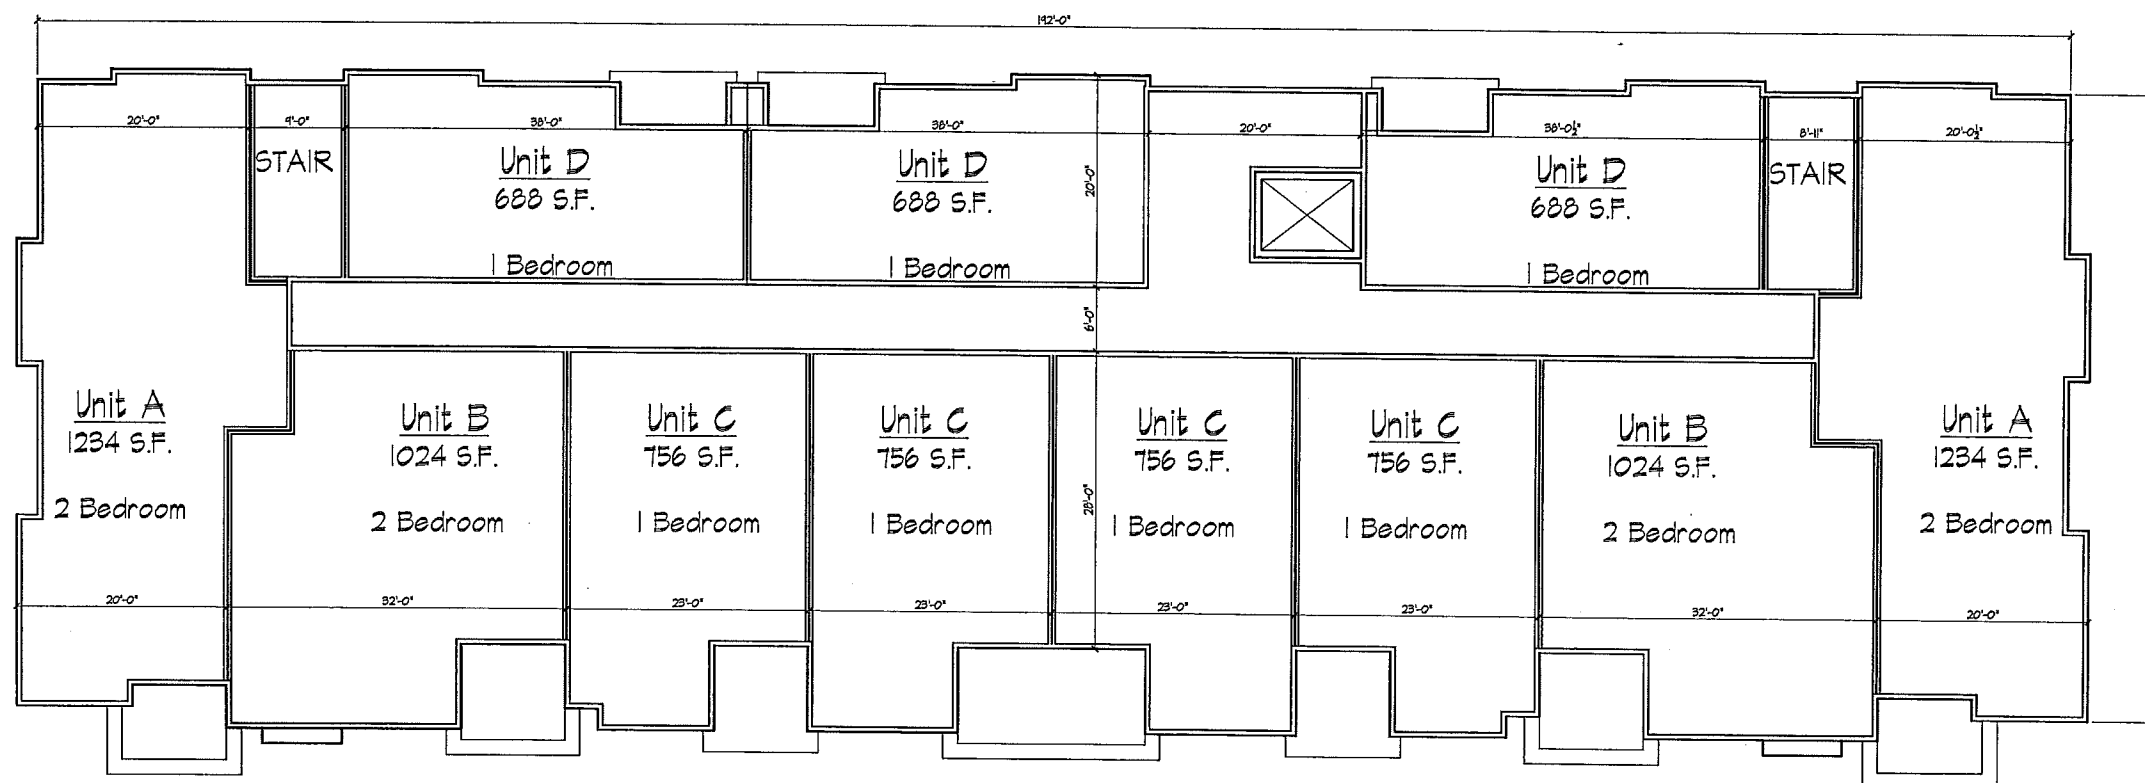 192'-0"
20'-0"
9'-0"
38'-0"
38'-0"
20'-0"
38'-0½"
8'-11"
20'-0½"
STAIR
Unit D
688 S.F.
1 Bedroom
Unit D
688 S.F.
1 Bedroom
20'-0"
Unit D
688 S.F.
1 Bedroom
STAIR
6'-0"
Unit A
1234 S.F.
2 Bedroom
Unit B
1024 S.F.
2 Bedroom
Unit C
756 S.F.
1 Bedroom
Unit C
756 S.F.
1 Bedroom
28'-0"
Unit C
756 S.F.
1 Bedroom
Unit C
756 S.F.
1 Bedroom
Unit B
1024 S.F.
2 Bedroom
Unit A
1234 S.F.
2 Bedroom
20'-0"
32'-0"
23'-0"
23'-0"
23'-0"
23'-0"
32'-0"
20'-0"